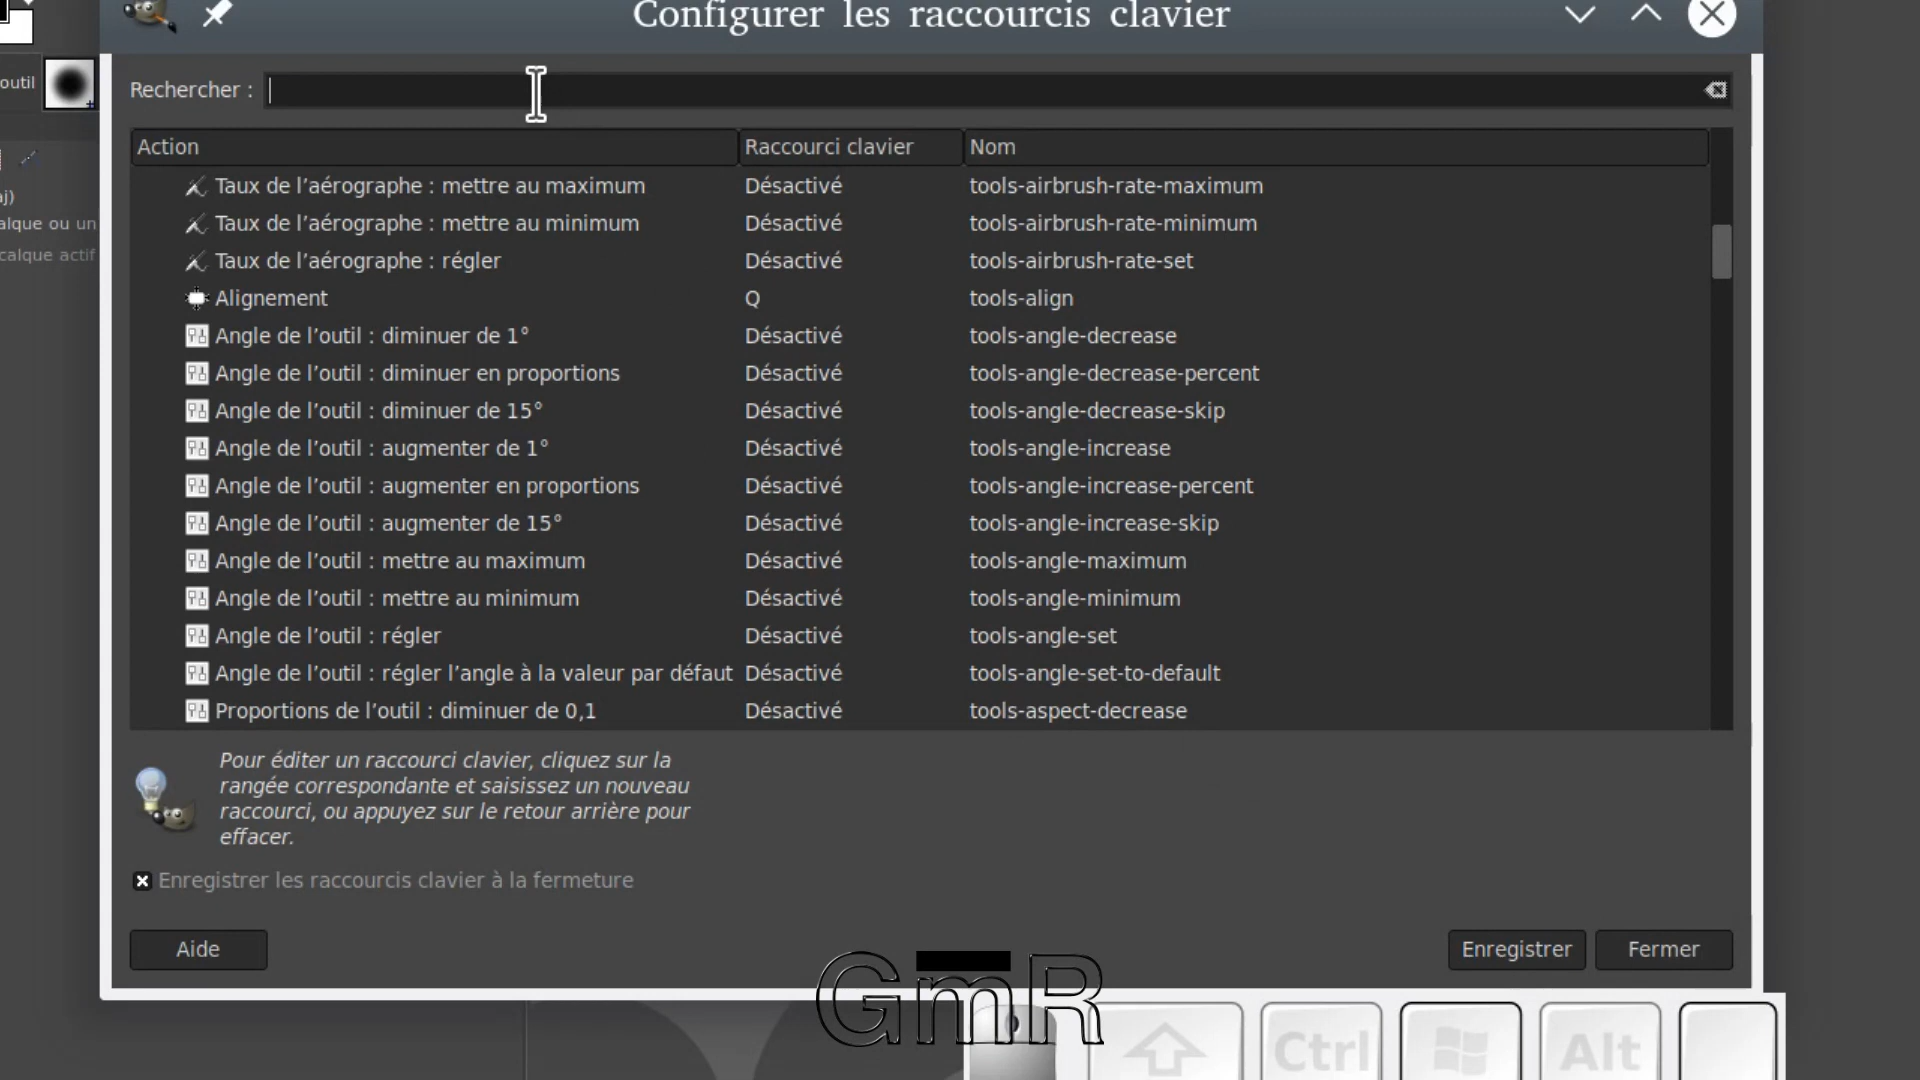 Configurer les raccourcis clavier
outil
Rechercher :
Action Raccourci clavier Nom
Taux de l’aérographe : mettre au maximum Désactivé tools-airbrush-rate-maximum
Taux de l’aérographe : mettre au minimum Désactivé tools-airbrush-rate-minimum
Taux de l’aérographe : régler Désactivé tools-airbrush-rate-set
Alignement Q tools-align
Angle de l’outil : diminuer de 1° Désactivé tools-angle-decrease
Angle de l’outil : diminuer en proportions Désactivé tools-angle-decrease-percent
Angle de l’outil : diminuer de 15° Désactivé tools-angle-decrease-skip
Angle de l’outil : augmenter de 1° Désactivé tools-angle-increase
Angle de l’outil : augmenter en proportions Désactivé tools-angle-increase-percent
Angle de l’outil : augmenter de 15° Désactivé tools-angle-increase-skip
Angle de l’outil : mettre au maximum Désactivé tools-angle-maximum
Angle de l’outil : mettre au minimum Désactivé tools-angle-minimum
Angle de l’outil : régler Désactivé tools-angle-set
Angle de l’outil : régler l’angle à la valeur par défaut Désactivé tools-angle-set-to-default
Proportions de l’outil : diminuer de 0,1 Désactivé tools-aspect-decrease
aj)
alque ou un
calque actif
Pour éditer un raccourci clavier, cliquez sur la
rangée correspondante et saisissez un nouveau
raccourci, ou appuyez sur le retour arrière pour
effacer.
Enregistrer les raccourcis clavier à la fermeture
Aide Enregistrer Fermer
GmR
Ctrl Alt